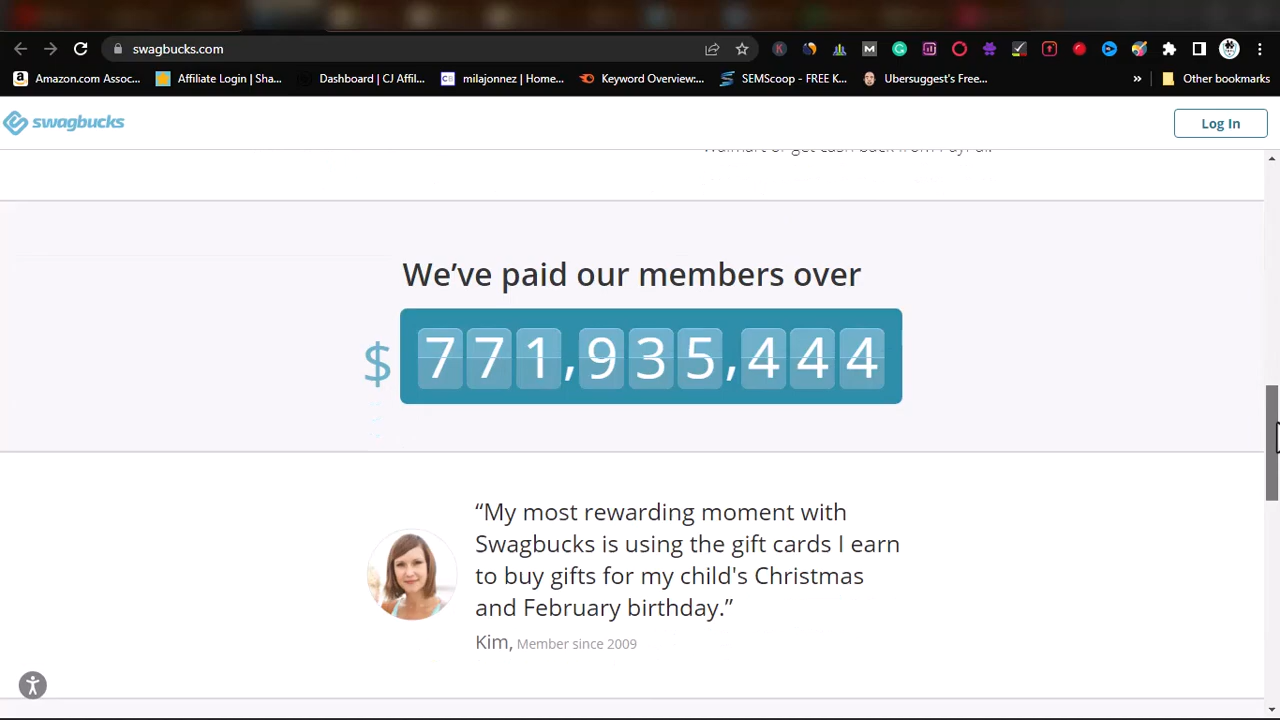 swagbucks.com
Amazon.com Assoc...
Affiliate Login | Sha...
Dashboard | CJ Affil...
milajonnez | Home...
Keyword Overview:...
SEMScoop - FREE K...
Ubersuggest's Free...
»
Other bookmarks
swagbucks
Log In
We've paid our members over
$ 771,935,444
“My most rewarding moment with
Swagbucks is using the gift cards I earn
to buy gifts for my child's Christmas
and February birthday.”
Kim, Member since 2009